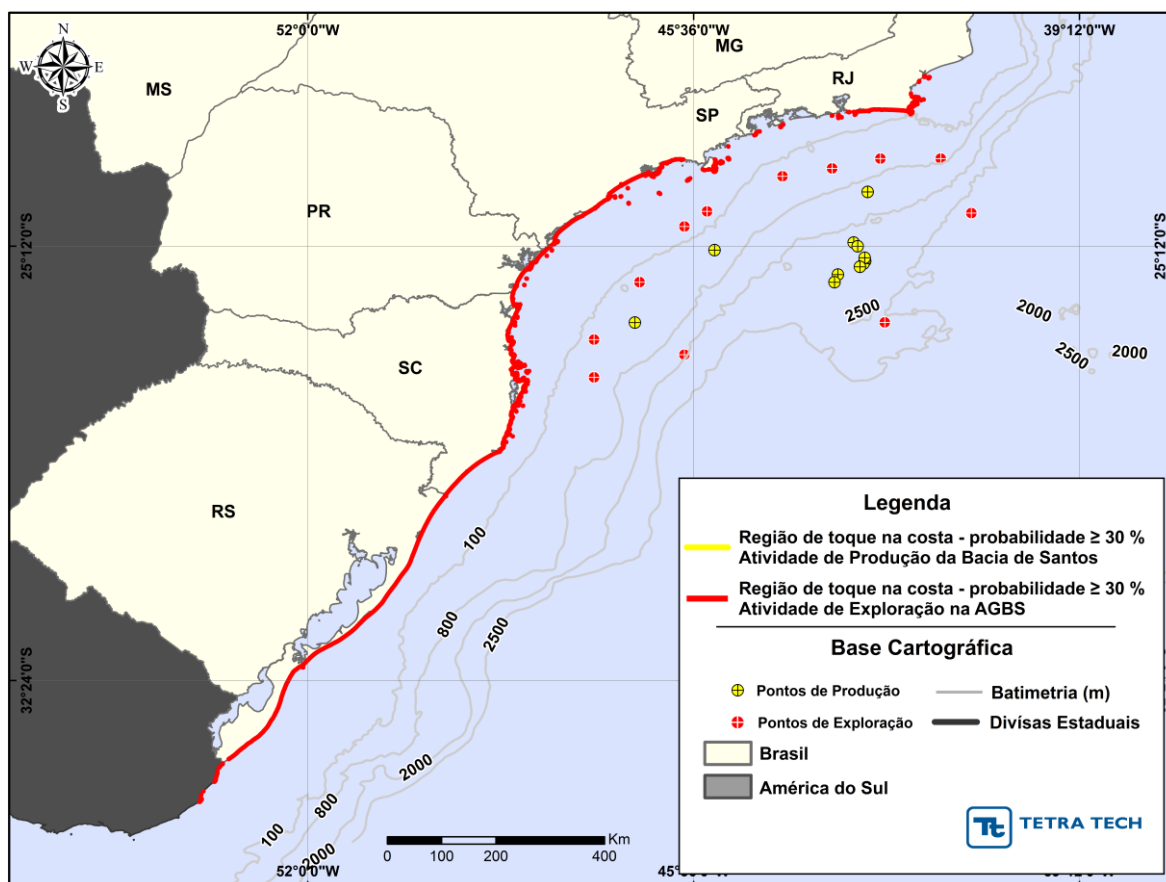 52°0'0"W
45°36'0"W
39°12'0"W
N
W
E
S
MG
MS
RJ
SP
PR
25°12'0"S
25°12'0"S
2500
2000
2500
2000
SC
RS
100
800
2500
32°24'0"S
2000
100
800
2000
52°0'0"W
Legenda
Região de toque na costa - probabilidade ≥ 30 %
Atividade de Produção da Bacia de Santos
Região de toque na costa - probabilidade ≥ 30 %
Atividade de Exploração na AGBS
Base Cartográfica
Pontos de Produção
Batimetria (m)
Pontos de Exploração
Divísas Estaduais
Brasil
América do Sul
Tt TETRA TECH
Km
0 100 200 400